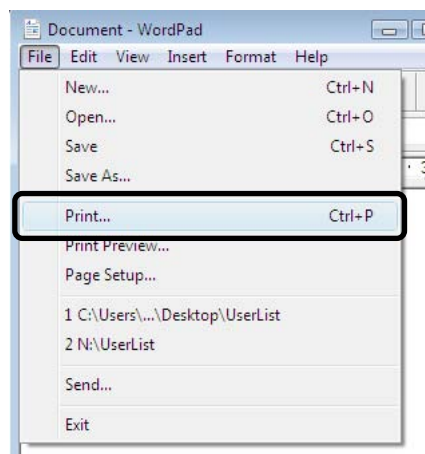 Document - WordPad
File Edit View Insert Format Help
New... Ctrl+N
Open... Ctrl+O
Save Ctrl+S
Save As...
Print... Ctrl+P
Print Preview...
Page Setup...
1 C:\Users\...\Desktop\UserList
2 N:\UserList
Send...
Exit